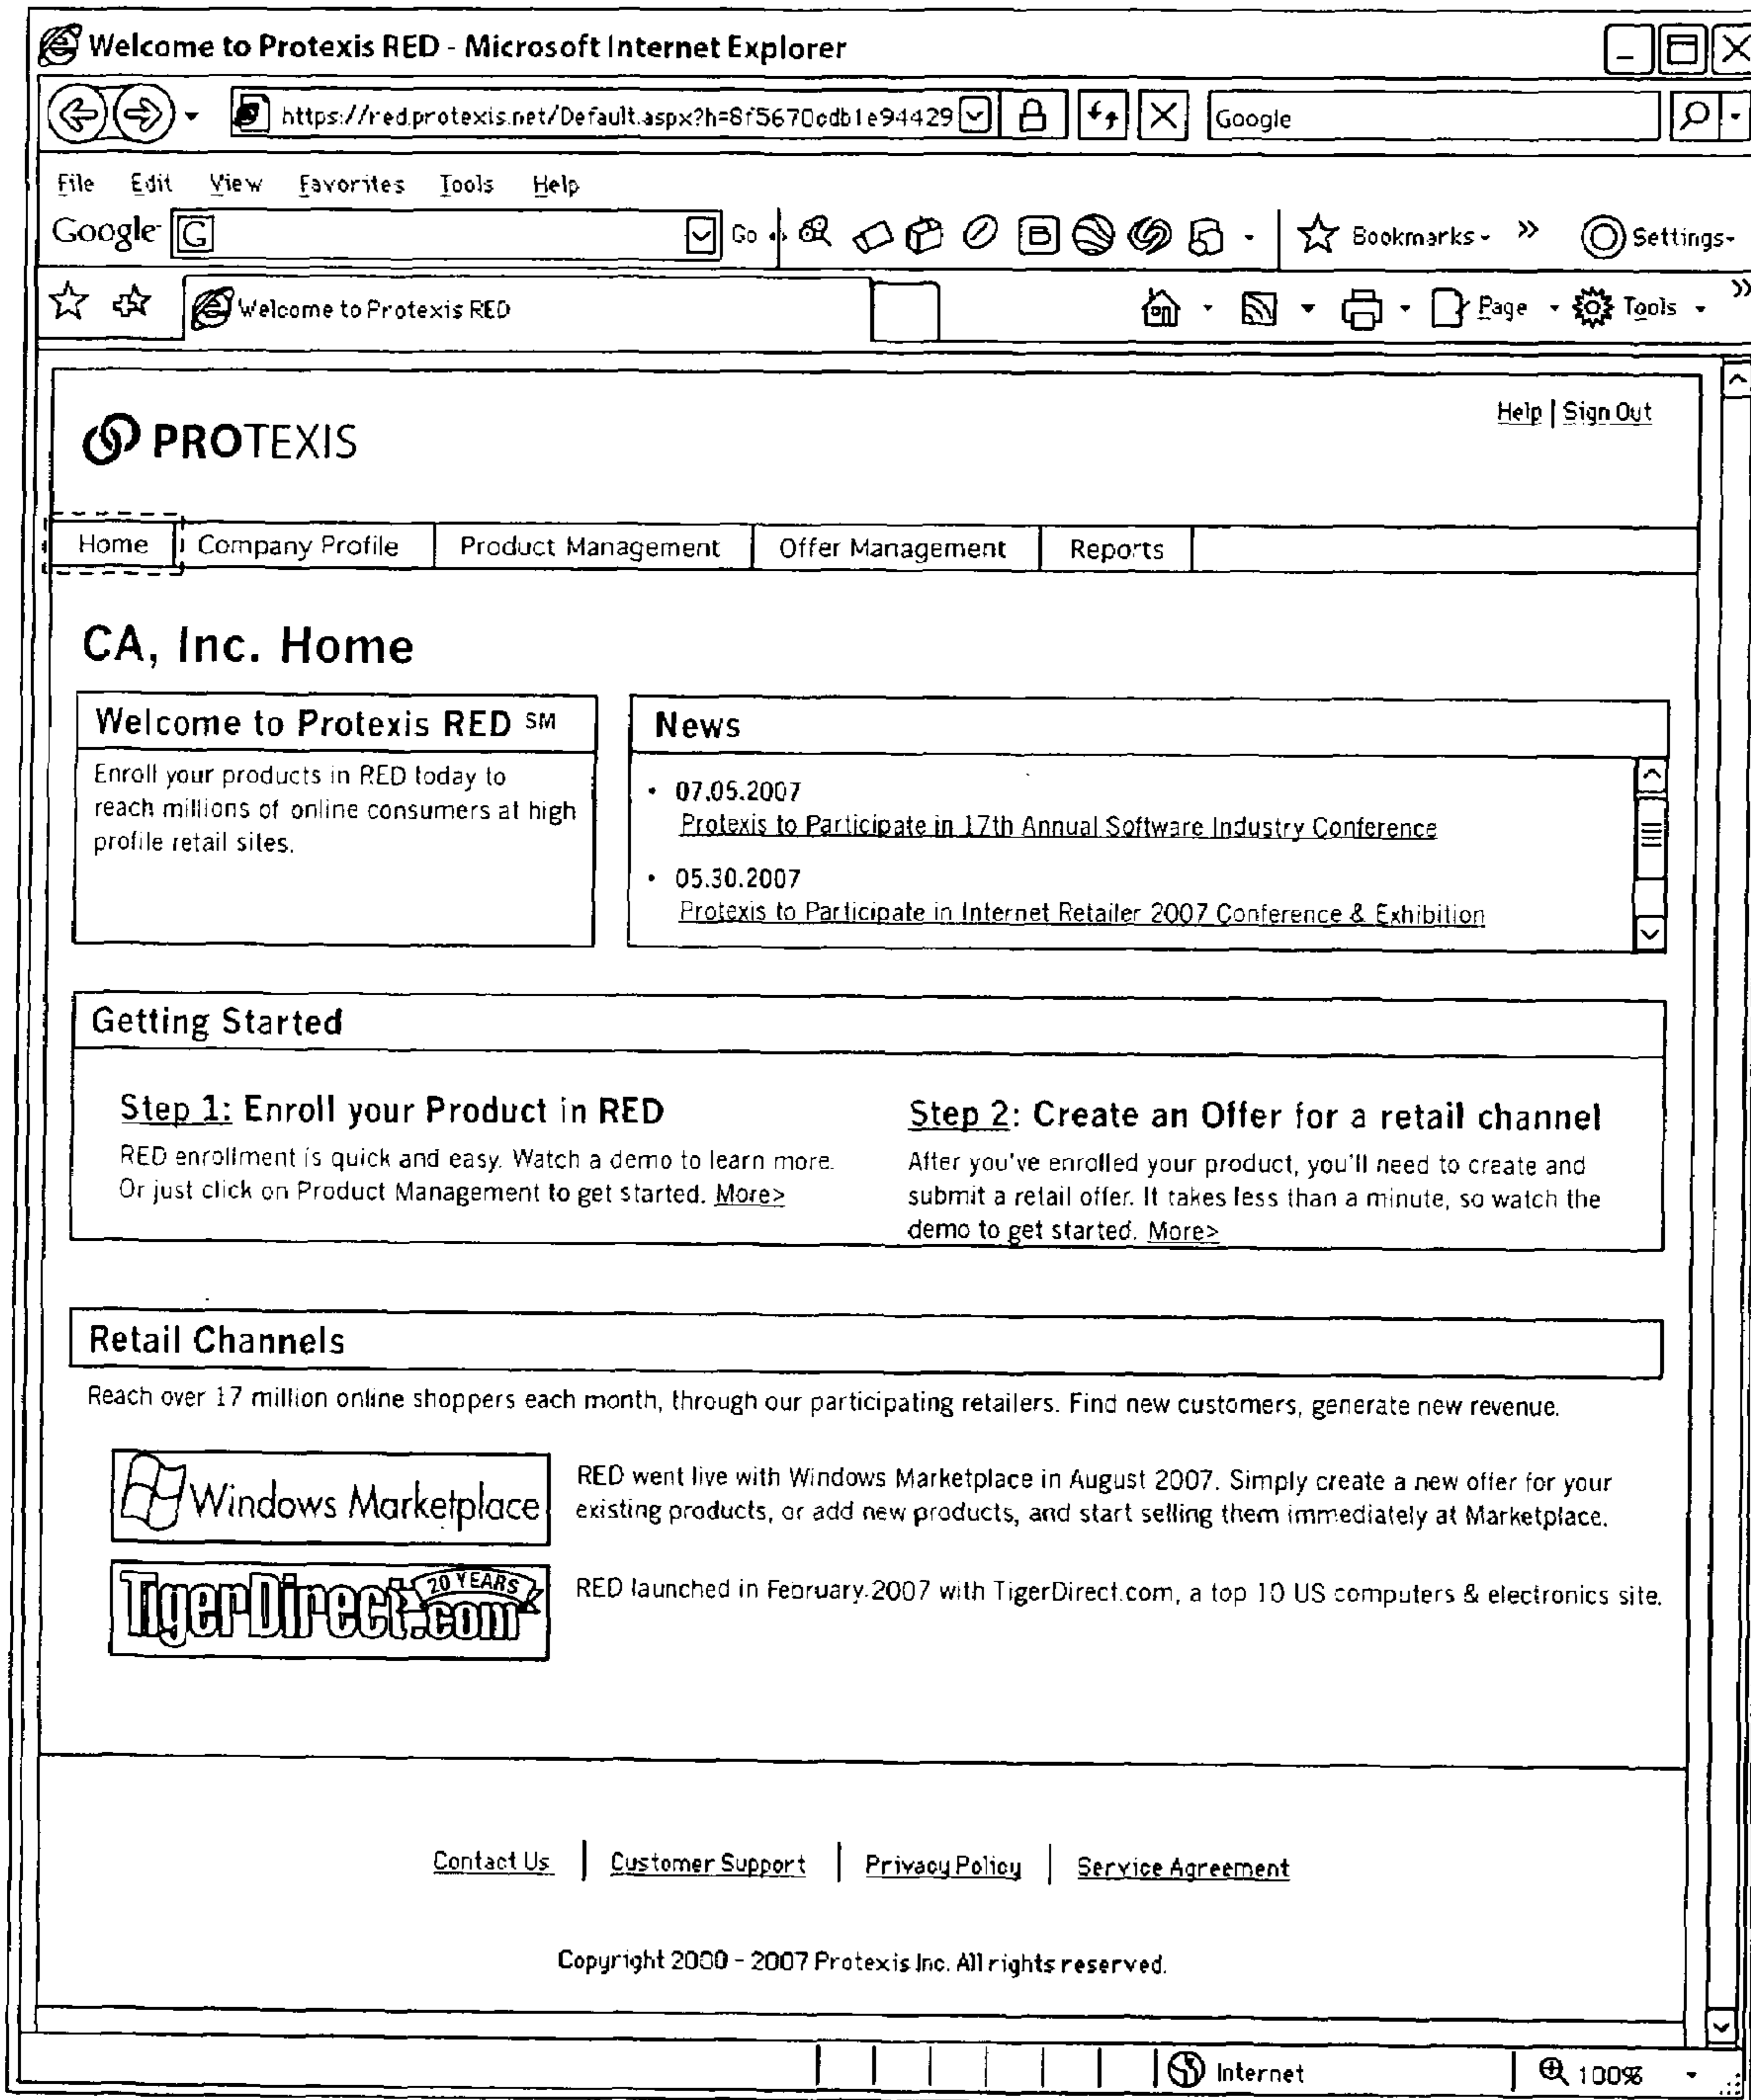 Welcome to Protexis RED - Microsoft Internet Explorer
https://red.protexis.net/Default.aspx?h=8f5670cdb1e94429
Google
File Edit View Favorites Tools Help
Google G Go B Bookmarks Settings
Welcome to Protexis RED Page Tools
Help | Sign Out
PROTEXIS
Home Company Profile Product Management Offer Management Reports
CA, Inc. Home
Welcome to Protexis RED SM
Enroll your products in RED today to
reach millions of online consumers at high
profile retail sites.
News
• 07.05.2007
Protexis to Participate in 17th Annual Software Industry Conference
• 05.30.2007
Protexis to Participate in Internet Retailer 2007 Conference & Exhibition
Getting Started
Step 1: Enroll your Product in RED
RED enrollment is quick and easy. Watch a demo to learn more.
Or just click on Product Management to get started. More>
Step 2: Create an Offer for a retail channel
After you've enrolled your product, you'll need to create and
submit a retail offer. It takes less than a minute, so watch the
demo to get started. More>
Retail Channels
Reach over 17 million online shoppers each month, through our participating retailers. Find new customers, generate new revenue.
Windows Marketplace
RED went live with Windows Marketplace in August 2007. Simply create a new offer for your
existing products, or add new products, and start selling them immediately at Marketplace.
TigerDirect.com 20 YEARS
RED launched in February.2007 with TigerDirect.com, a top 10 US computers & electronics site.
Contact Us | Customer Support | Privacy Policy | Service Agreement
Copyright 2000 - 2007 Protexis Inc. All rights reserved.
Internet 100%